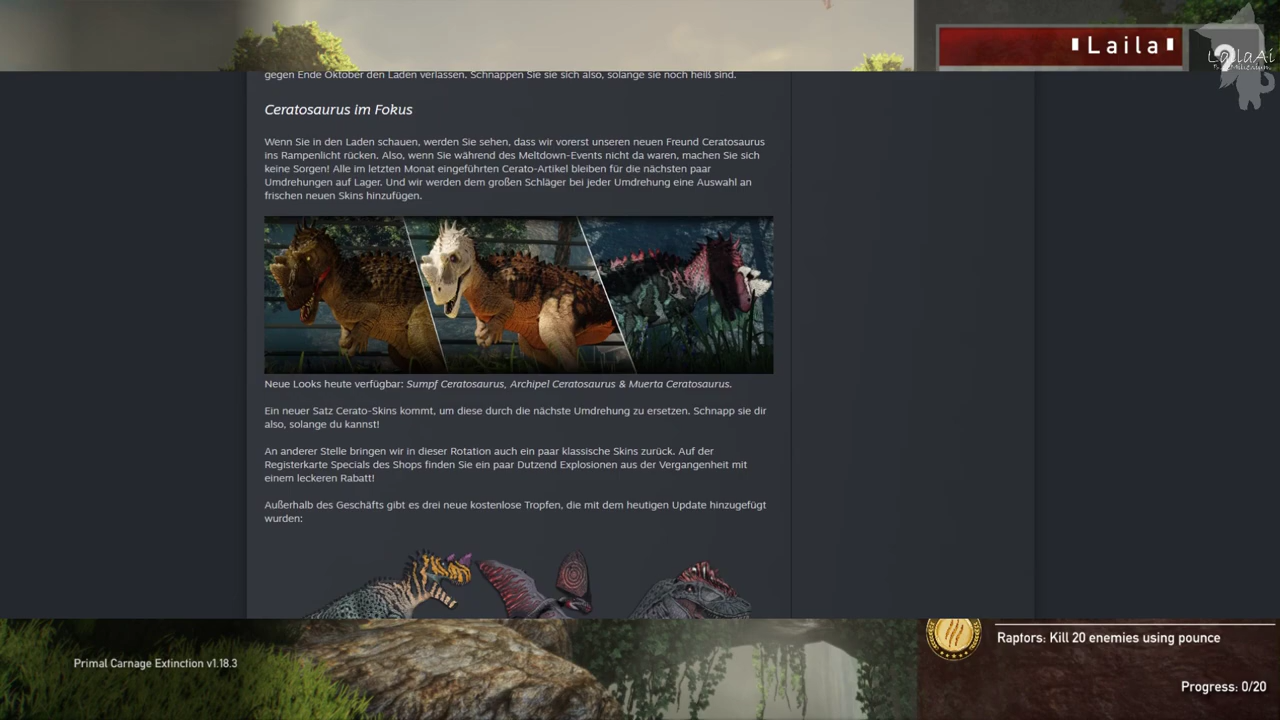 Laila
?
LailaAi
gegen Ende Oktober den Laden verlassen. Schnappen Sie sie sich also, solange sie noch heiß sind.
Ceratosaurus im Fokus
Wenn Sie in den Laden schauen, werden Sie sehen, dass wir vorerst unseren neuen Freund Ceratosaurus
ins Rampenlicht rücken. Also, wenn Sie während des Meltdown-Events nicht da waren, machen Sie sich
keine Sorgen! Alle im letzten Monat eingeführten Cerato-Artikel bleiben für die nächsten paar
Umdrehungen auf Lager. Und wir werden dem großen Schläger bei jeder Umdrehung eine Auswahl an
frischen neuen Skins hinzufügen.
Neue Looks heute verfügbar: Sumpf Ceratosaurus, Archipel Ceratosaurus & Muerta Ceratosaurus.
Ein neuer Satz Cerato-Skins kommt, um diese durch die nächste Umdrehung zu ersetzen. Schnapp sie dir
also, solange du kannst!
An anderer Stelle bringen wir in dieser Rotation auch ein paar klassische Skins zurück. Auf der
Registerkarte Specials des Shops finden Sie ein paar Dutzend Explosionen aus der Vergangenheit mit
einem leckeren Rabatt!
Außerhalb des Geschäfts gibt es drei neue kostenlose Tropfen, die mit dem heutigen Update hinzugefügt
wurden:
Raptors: Kill 20 enemies using pounce
Primal Carnage Extinction v1.18.3
Progress: 0/20